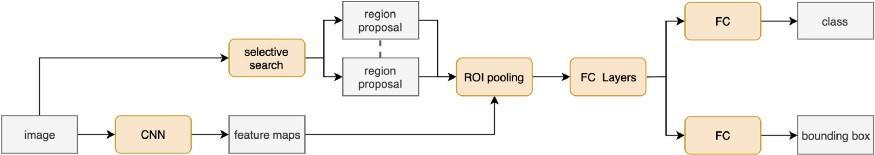 region
proposal
FC
class
selective
search
region
proposal
ROI pooling
FC Layers
image
CNN
feature maps
FC
bounding box